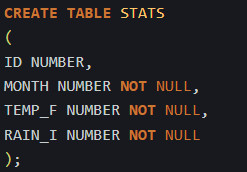 CREATE TABLE STATS
(
ID NUMBER,
MONTH NUMBER NOT NULL,
TEMP_F NUMBER NOT NULL,
RAIN_I NUMBER NOT NULL
);